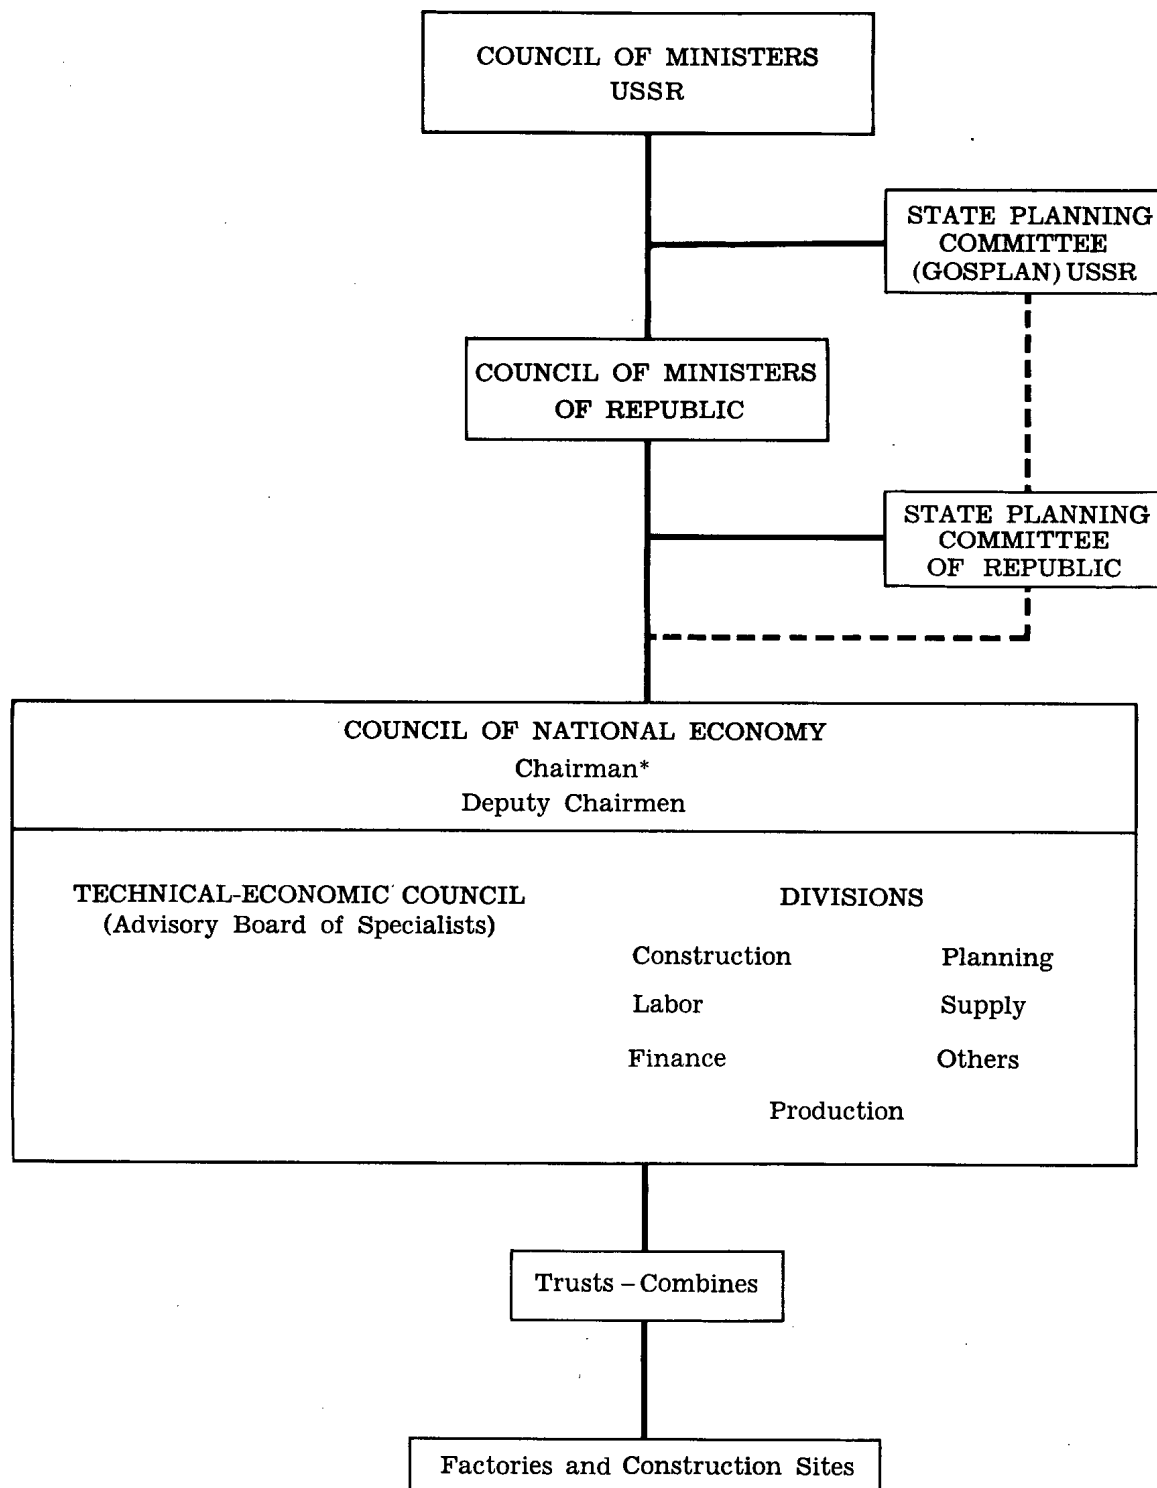 COUNCIL OF MINISTERS
USSR
STATE PLANNING
COMMITTEE
(GOSPLAN) USSR
COUNCIL OF MINISTERS
OF REPUBLIC
STATE PLANNING
COMMITTEE
OF REPUBLIC
COUNCIL OF NATIONAL ECONOMY
Chairman*
Deputy Chairmen
TECHNICAL-ECONOMIC COUNCIL
(Advisory Board of Specialists)
DIVISIONS
Construction Planning
Labor Supply
Finance Others
Production
Trusts – Combines
Factories and Construction Sites